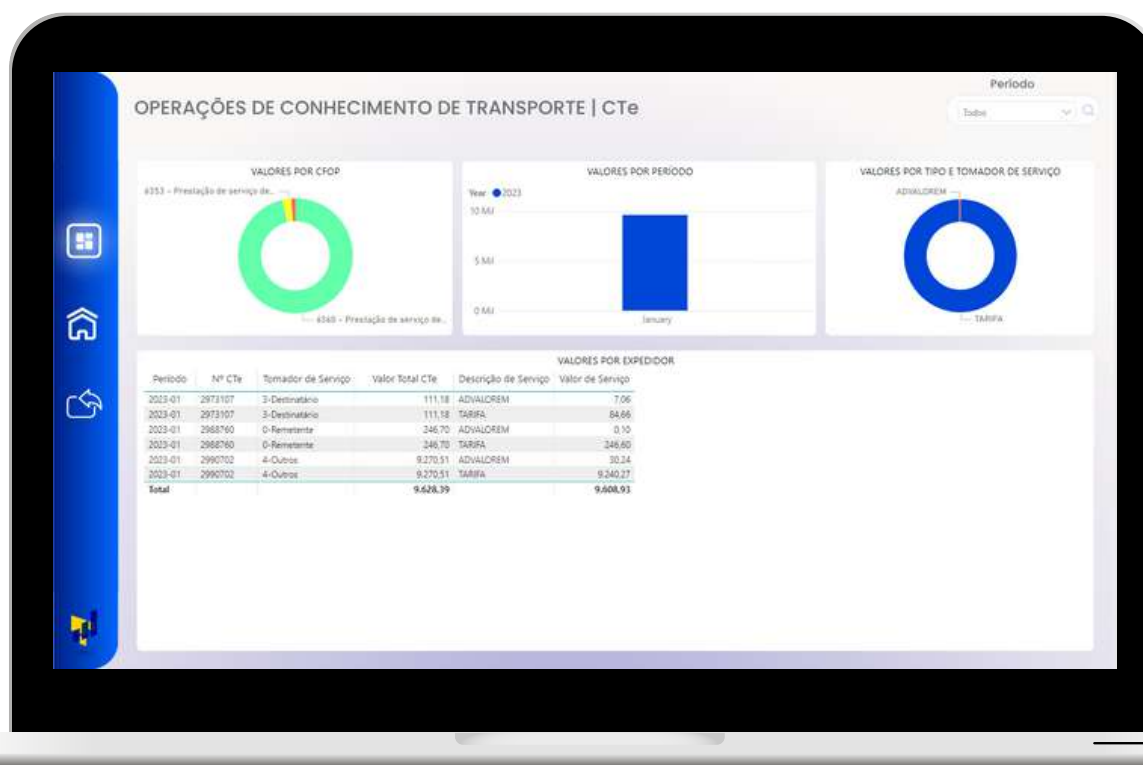 Período
OPERAÇÕES DE CONHECIMENTO DE TRANSPORTE | CTe
Todos
VALORES POR CFOP
6353 - Prestação de serviço de...
6360 - Prestação de serviço de...
VALORES POR PERÍODO
Year 2023
10 Mil
5 Mil
0 Mil
January
VALORES POR TIPO E TOMADOR DE SERVIÇO
ADVALOREM
TARIFA
VALORES POR EXPEDIDOR
Período Nº CTe Tomador de Serviço Valor Total CTe Descrição de Serviço Valor de Serviço
2023-01 2973107 3-Destinatário 111,18 ADVALOREM 7,06
2023-01 2973107 3-Destinatário 111,18 TARIFA 84,66
2023-01 2988760 0-Remetente 246,70 ADVALOREM 0,10
2023-01 2988760 0-Remetente 246,70 TARIFA 246,60
2023-01 2990702 4-Outros 9.270,51 ADVALOREM 30,24
2023-01 2990702 4-Outros 9.270,51 TARIFA 9.240,27
Total 9.628,39 9.608,93